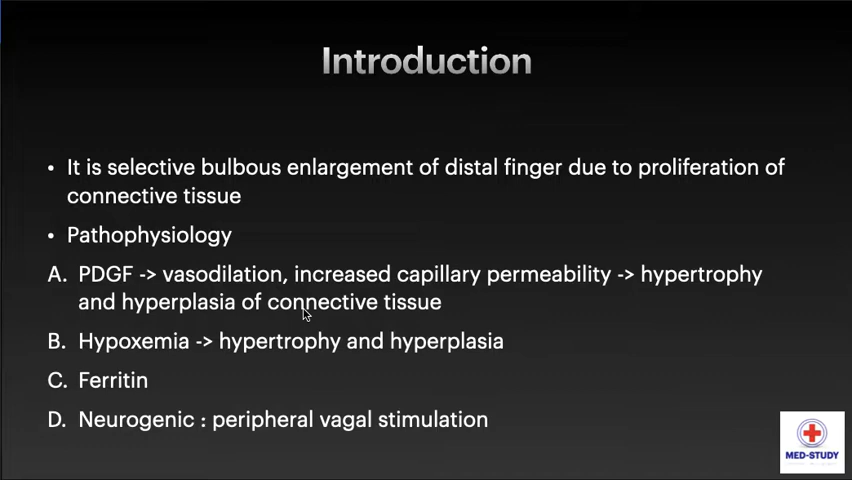 Introduction
• It is selective bulbous enlargement of distal finger due to proliferation of
connective tissue
• Pathophysiology
A. PDGF -> vasodilation, increased capillary permeability -> hypertrophy
and hyperplasia of connective tissue
B. Hypoxemia -> hypertrophy and hyperplasia
C. Ferritin
D. Neurogenic : peripheral vagal stimulation
MED-STUDY